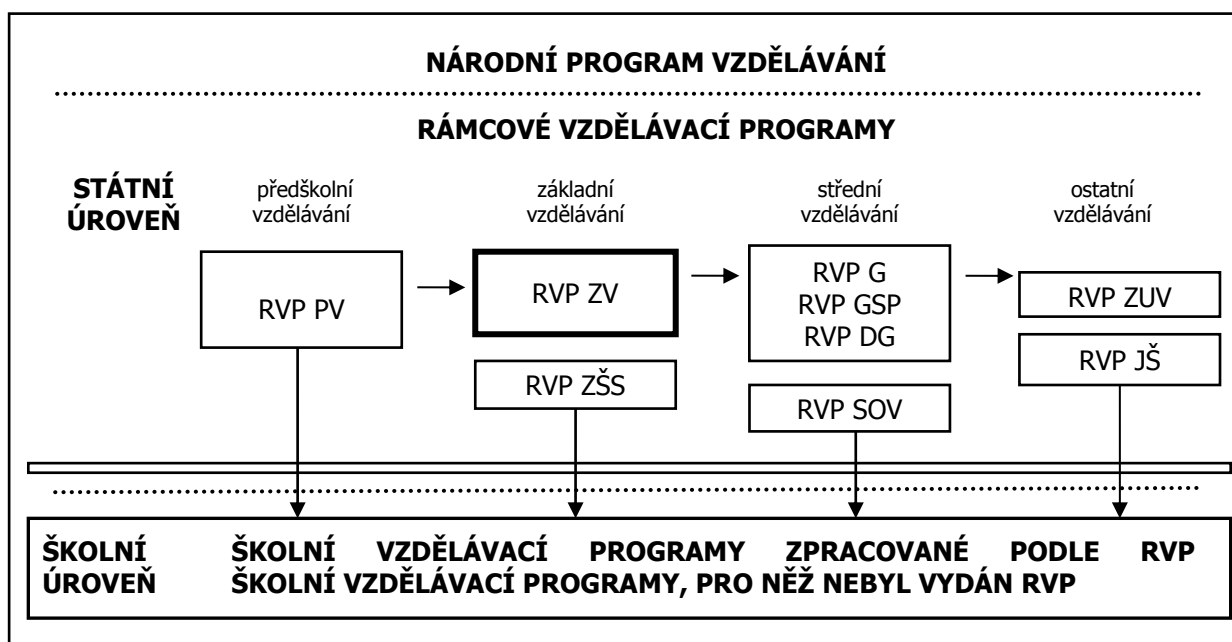 NÁRODNÍ PROGRAM VZDĚLÁVÁNÍ
RÁMCOVÉ VZDĚLÁVACÍ PROGRAMY
STÁTNÍ
ÚROVEŇ
předškolní
vzdělávání
základní
vzdělávání
střední
vzdělávání
ostatní
vzdělávání
RVP PV
RVP ZV
RVP ZŠS
RVP G
RVP GSP
RVP DG
RVP SOV
RVP ZUV
RVP JŠ
ŠKOLNÍ
ÚROVEŇ
ŠKOLNÍ VZDĚLÁVACÍ PROGRAMY ZPRACOVANÉ PODLE RVP
ŠKOLNÍ VZDĚLÁVACÍ PROGRAMY, PRO NĚŽ NEBYL VYDÁN RVP